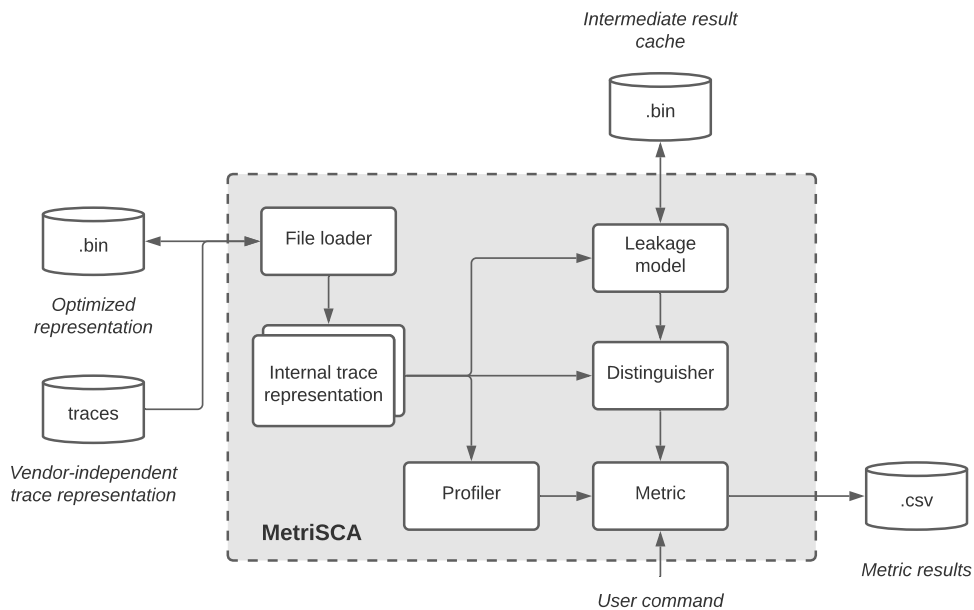 Intermediate result
cache
.bin
File loader
.bin
Leakage
model
Optimized
representation
Internal trace
representation
Distinguisher
traces
Vendor-independent
trace representation
Profiler
Metric
.csv
MetriSCA
Metric results
User command